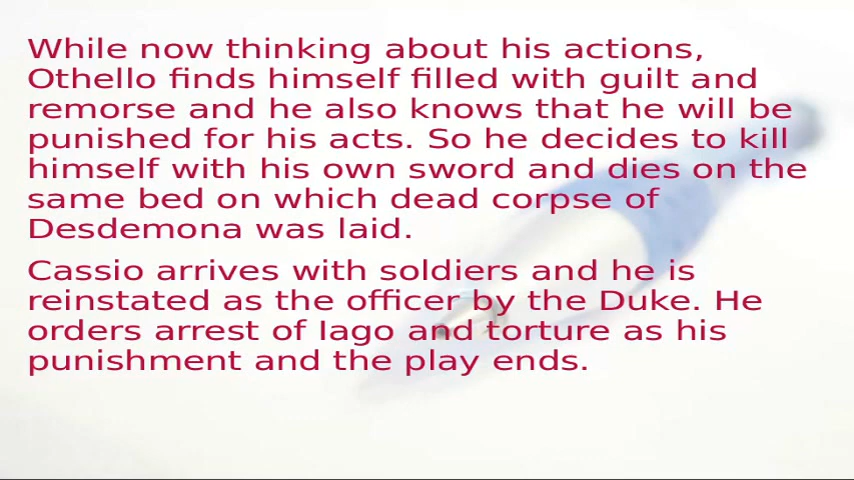 While now thinking about his actions,
Othello finds himself filled with guilt and
remorse and he also knows that he will be
punished for his acts. So he decides to kill
himself with his own sword and dies on the
same bed on which dead corpse of
Desdemona was laid.
Cassio arrives with soldiers and he is
reinstated as the officer by the Duke. He
orders arrest of Iago and torture as his
punishment and the play ends.